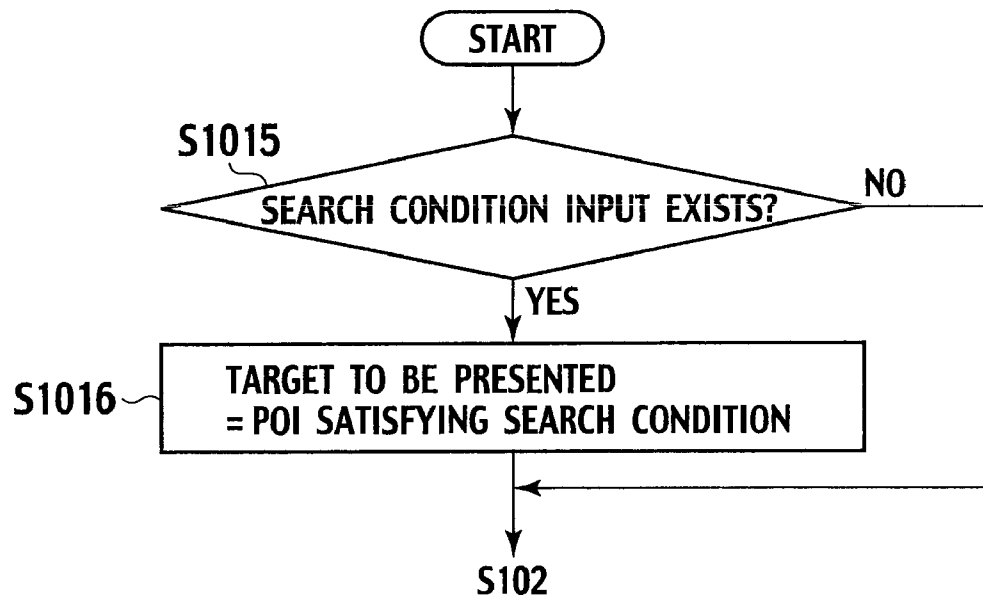 START
S1015
SEARCH CONDITION INPUT EXISTS?
NO
YES
S1016
TARGET TO BE PRESENTED
= POI SATISFYING SEARCH CONDITION
S102